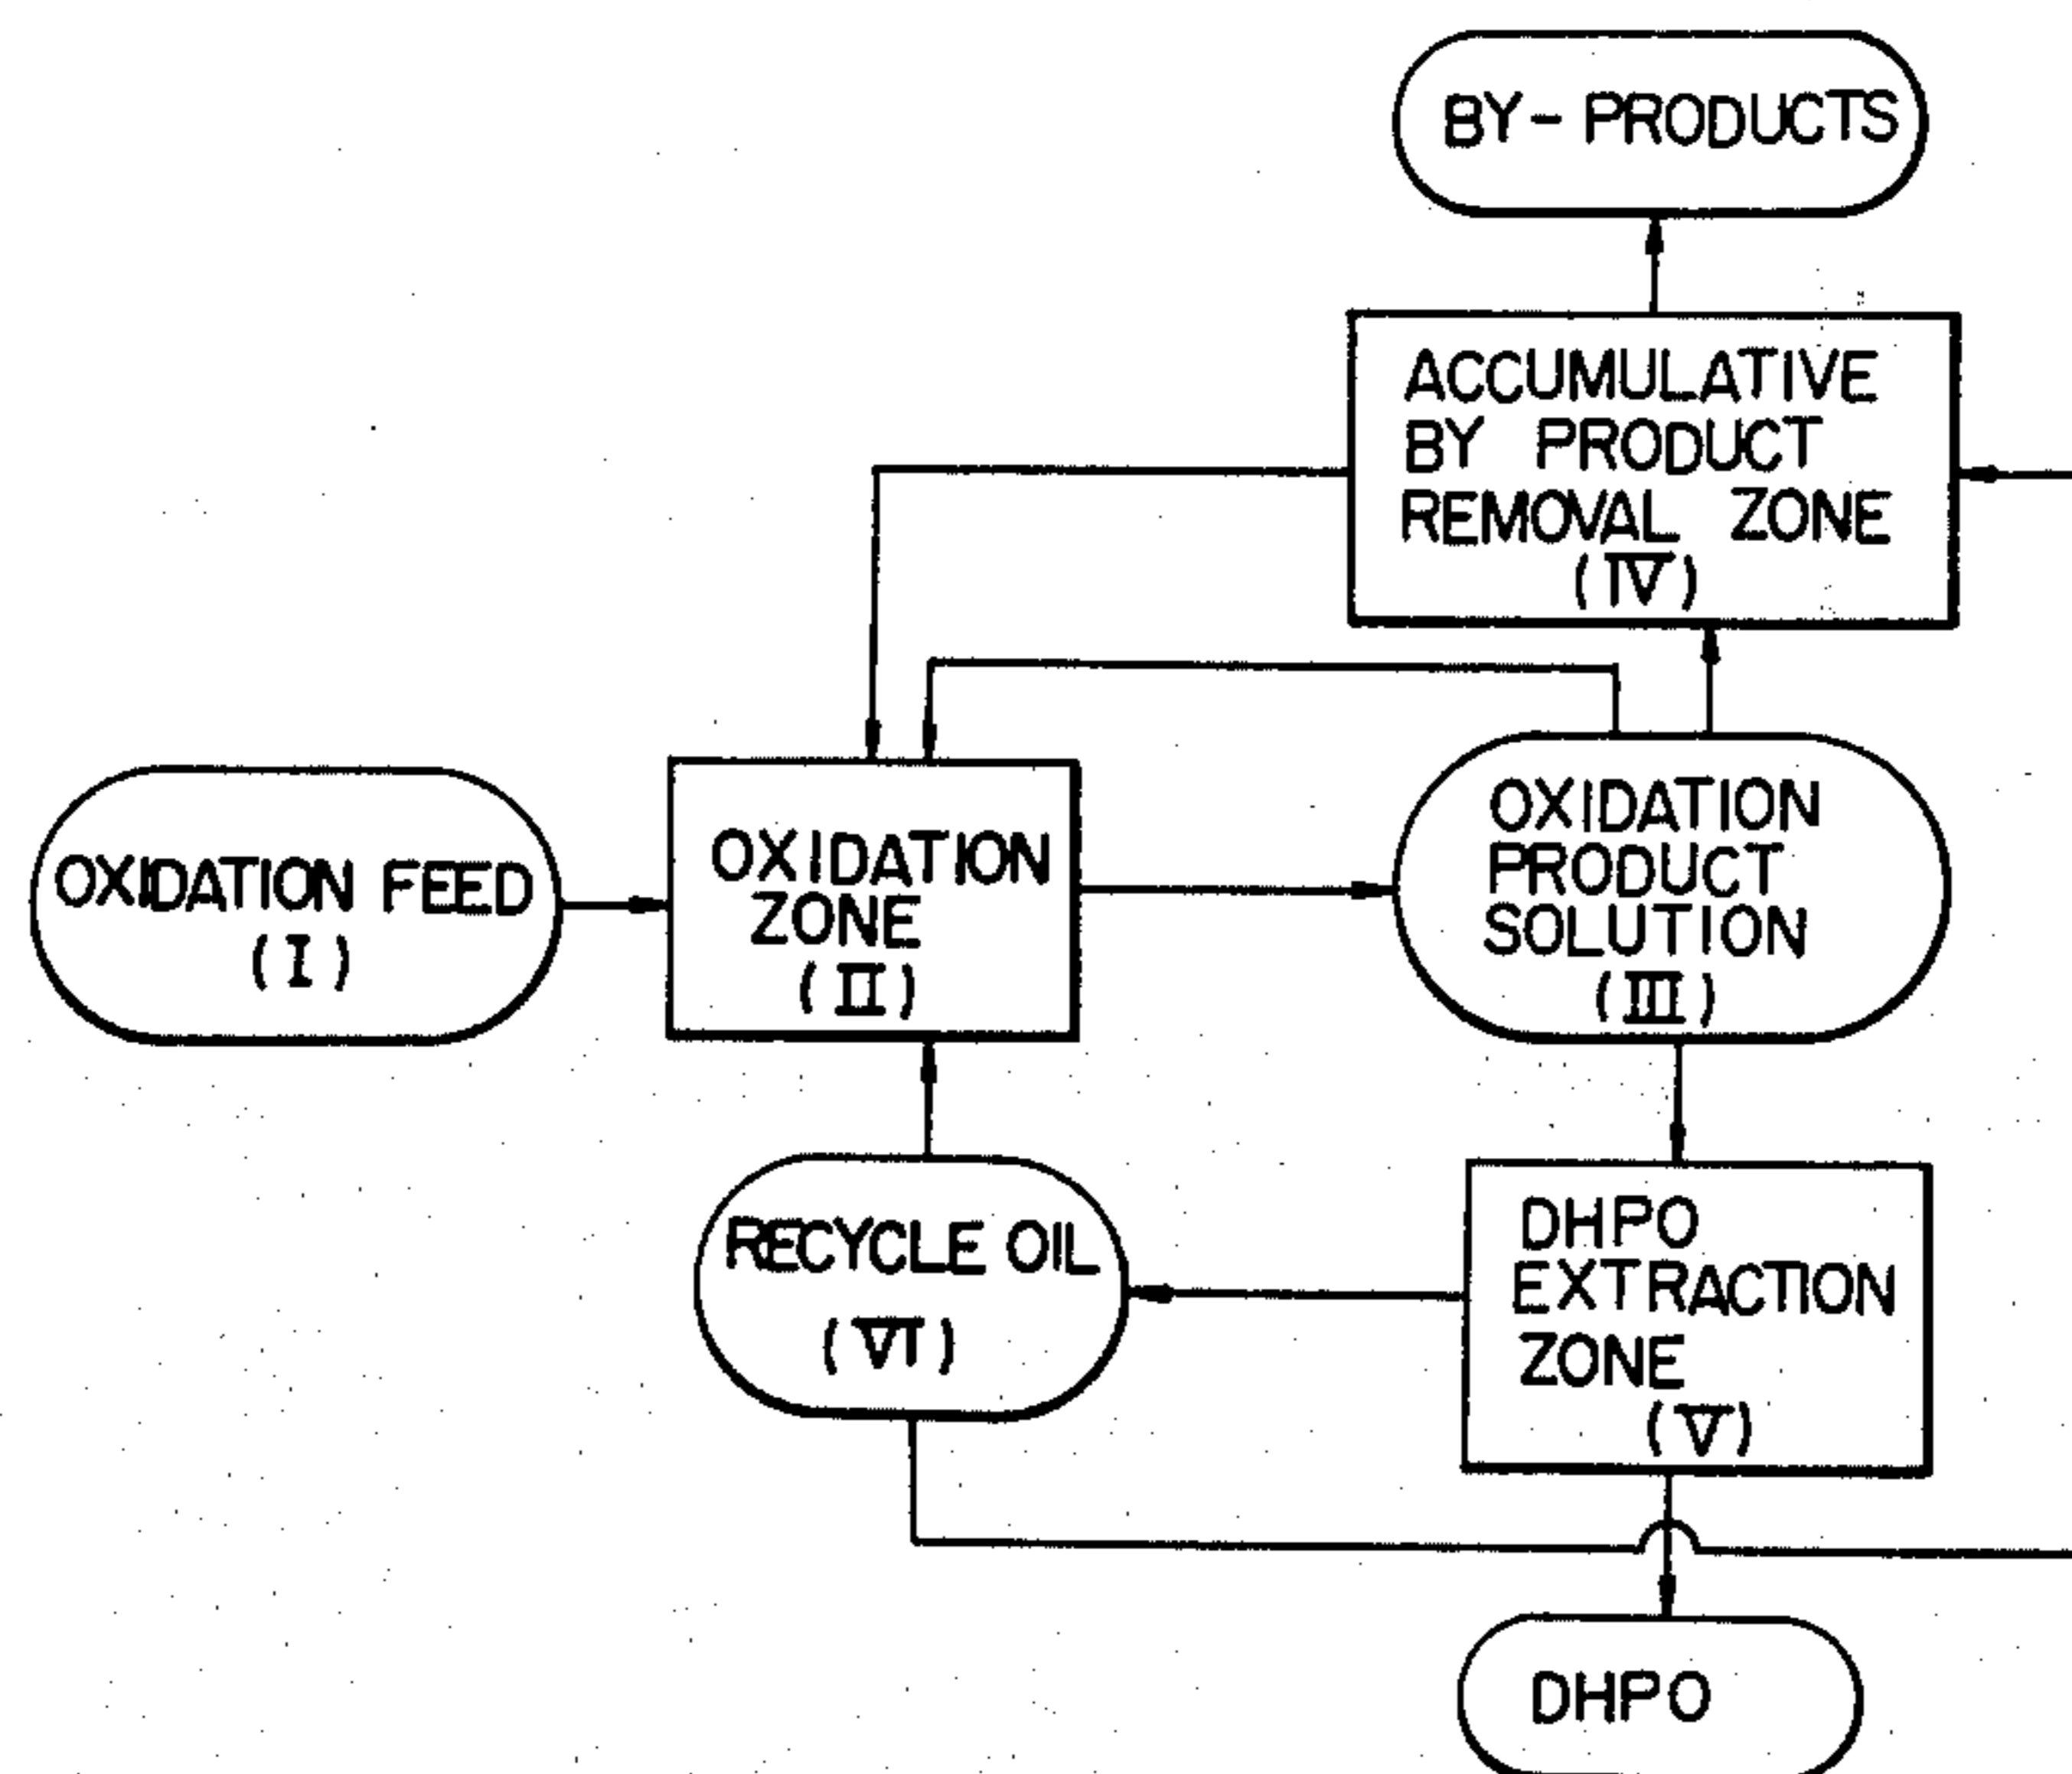 BY-PRODUCTS
ACCUMULATIVE
BY PRODUCT
REMOVAL ZONE
(IV)
OXIDATION FEED
(I)
OXIDATION
ZONE
(II)
OXIDATION
PRODUCT
SOLUTION
(III)
RECYCLE OIL
(VI)
DHPO
EXTRACTION
ZONE
(V)
DHPO